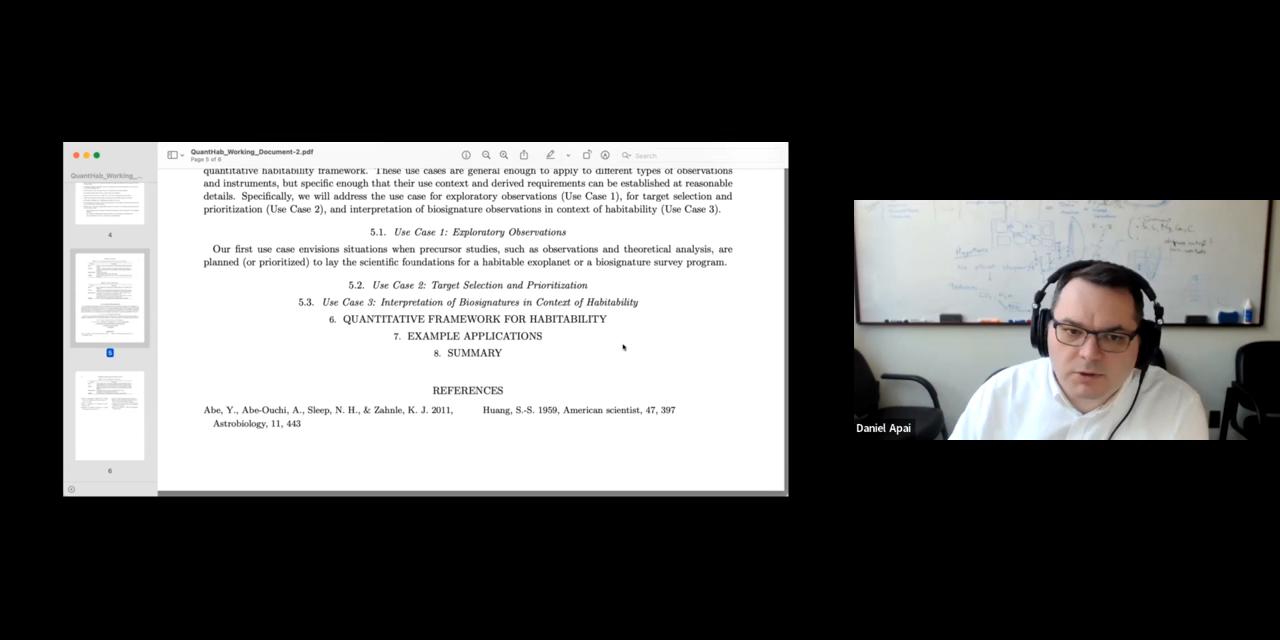 QuantHab_Working_Document-2.pdf
Page 5 of 6
Search
QuantHab_Working_...
4
5
6
quantitative habitability framework. These use cases are general enough to apply to different types of observations
and instruments, but specific enough that their use context and derived requirements can be established at reasonable
details. Specifically, we will address the use case for exploratory observations (Use Case 1), for target selection and
prioritization (Use Case 2), and interpretation of biosignature observations in context of habitability (Use Case 3).
5.1. Use Case 1: Exploratory Observations
Our first use case envisions situations when precursor studies, such as observations and theoretical analysis, are
planned (or prioritized) to lay the scientific foundations for a habitable exoplanet or a biosignature survey program.
5.2. Use Case 2: Target Selection and Prioritization
5.3. Use Case 3: Interpretation of Biosignatures in Context of Habitability
6. QUANTITATIVE FRAMEWORK FOR HABITABILITY
7. EXAMPLE APPLICATIONS
8. SUMMARY
REFERENCES
Abe, Y., Abe-Ouchi, A., Sleep, N. H., & Zahnle, K. J. 2011,
Astrobiology, 11, 443
Huang, S.-S. 1959, American scientist, 47, 397
Daniel Apai